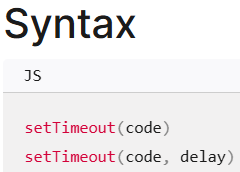 Syntax
JS
setTimeout(code)
setTimeout(code, delay)